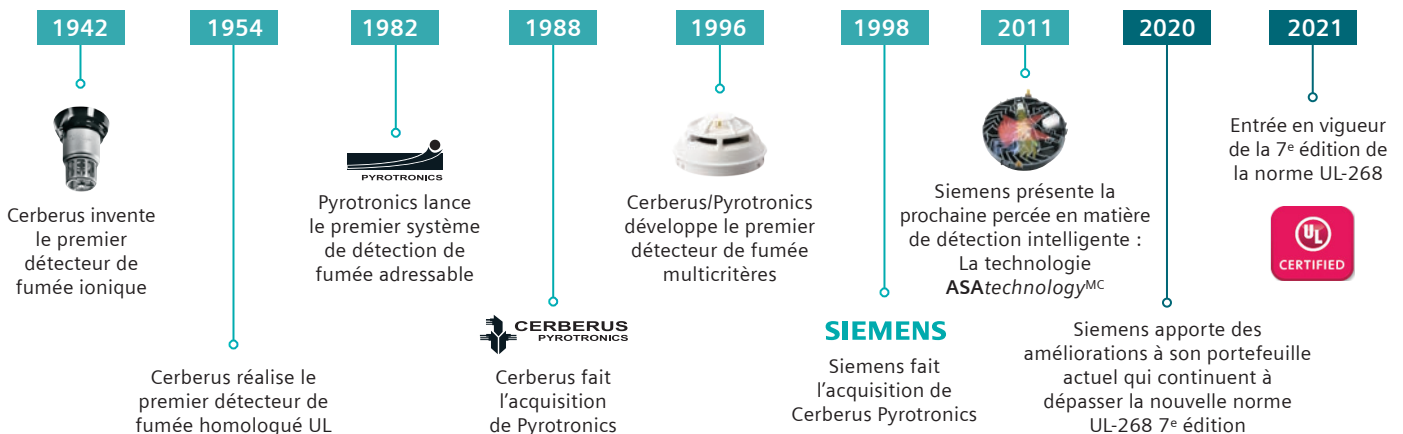 1942
Cerberus invente
le premier
détecteur de
fumée ionique
1954
Cerberus réalise le
premier détecteur de
fumée homologué UL
1982
PYROTRONICS
Pyrotronics lance
le premier système
de détection de
fumée adressable
1988
CERBERUS
PYROTRONICS
Cerberus fait
l'acquisition
de Pyrotronics
1996
Cerberus/Pyrotronics
développe le premier
détecteur de fumée
multicritères
1998
SIEMENS
Siemens fait
l'acquisition de
Cerberus Pyrotronics
2011
Siemens présente la
prochaine percée en matière
de détection intelligente :
La technologie
ASAtechnologyᴹᶜ
2020
Siemens apporte des
améliorations à son portefeuille
actuel qui continuent à
dépasser la nouvelle norme
UL-268 7ᵉ édition
2021
Entrée en vigueur
de la 7ᵉ édition de
la norme UL-268
UL
CERTIFIED